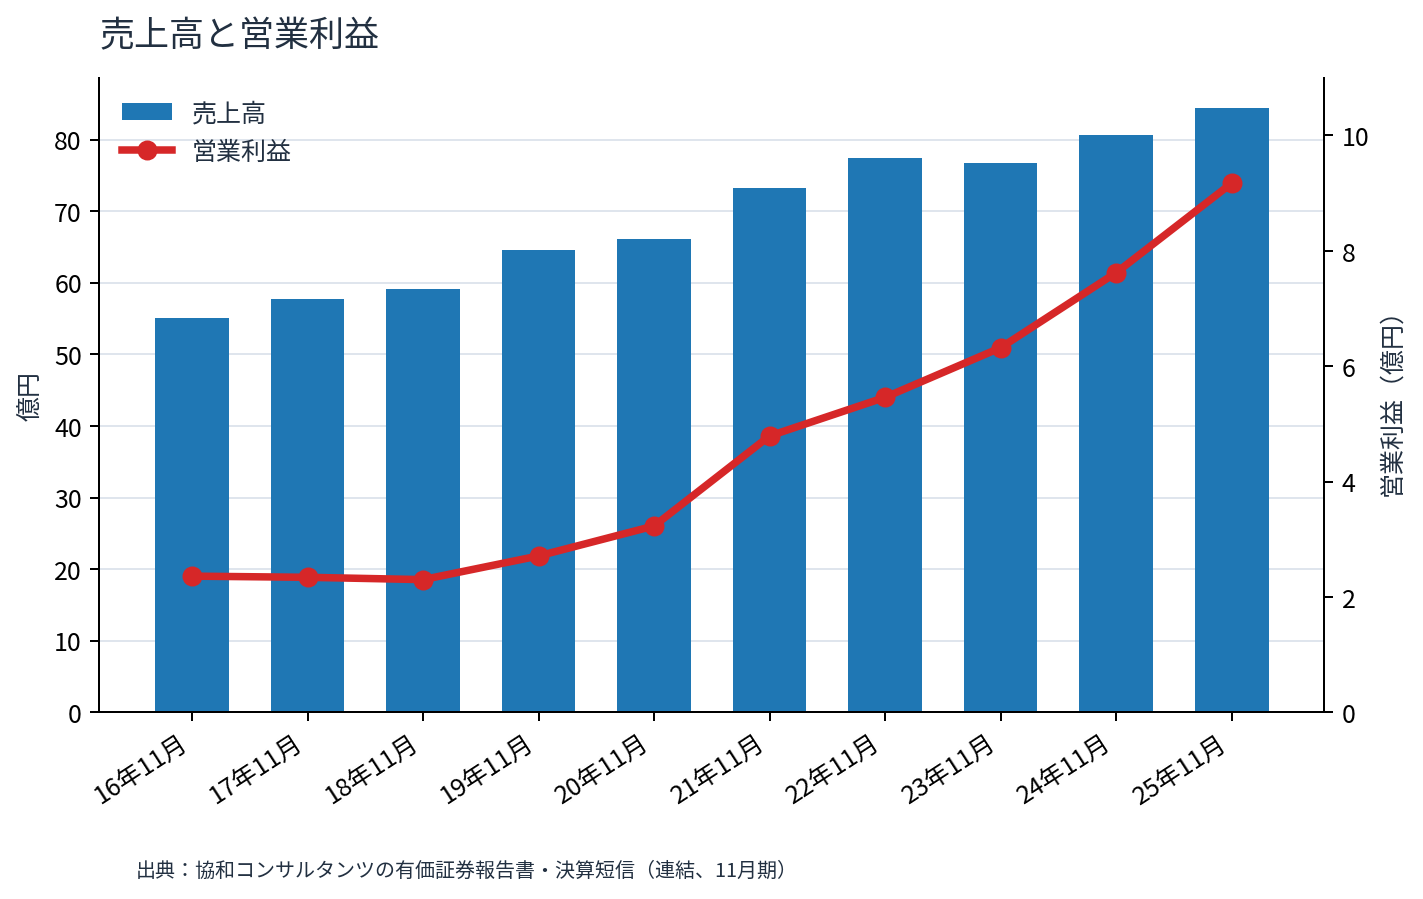 売上高と営業利益
売上高
営業利益
億円
80
70
60
50
40
30
20
10
0
10
8
6
4
2
0
営業利益（億円）
16年11月
17年11月
18年11月
19年11月
20年11月
21年11月
22年11月
23年11月
24年11月
25年11月
出典：協和コンサルタンツの有価証券報告書・決算短信（連結、11月期）